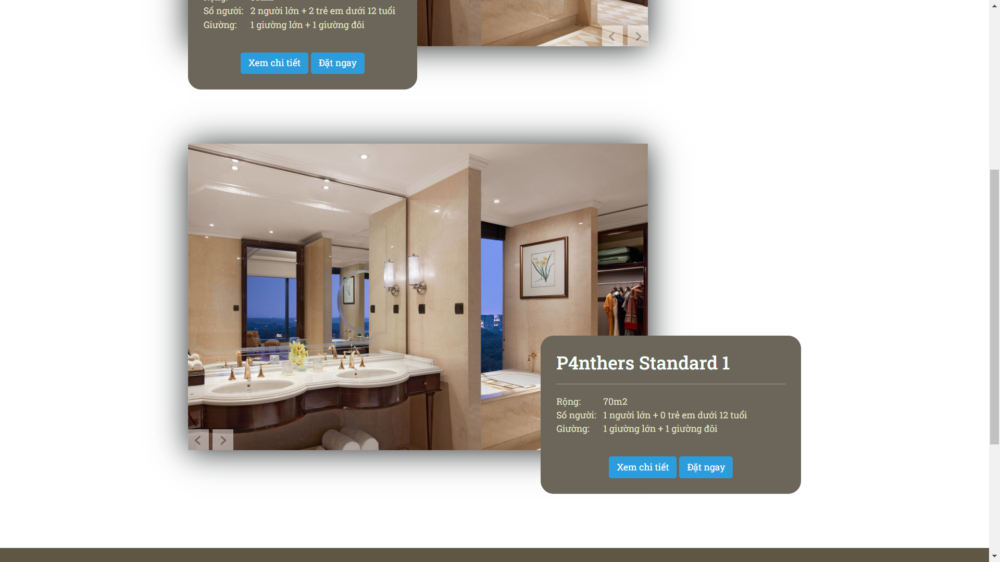 Số người: 2 người lớn + 2 trẻ em dưới 12 tuổi
Giường: 1 giường lớn + 1 giường đôi
Xem chi tiết Đặt ngay
P4nthers Standard 1
Rộng: 70m2
Số người: 1 người lớn + 0 trẻ em dưới 12 tuổi
Giường: 1 giường lớn + 1 giường đôi
Xem chi tiết Đặt ngay